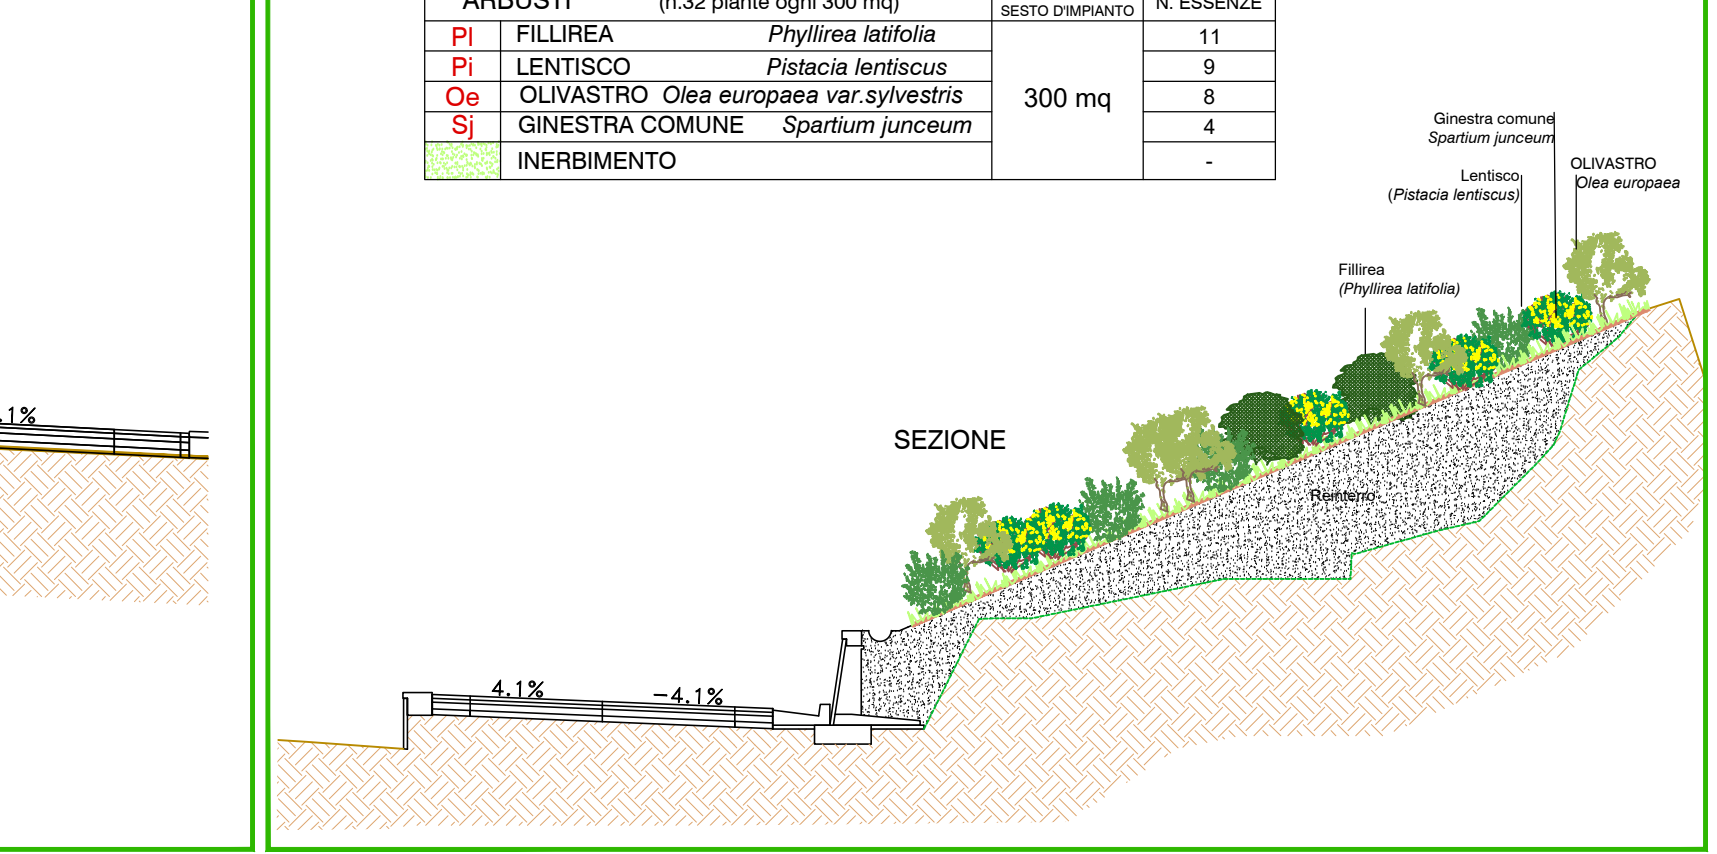 ARBUSTI (n.32 piante ogni 300 mq) SESTO D'IMPIANTO N. ESSENZE
Pl FILLIREA Phyllirea latifolia 11
Pi LENTISCO Pistacia lentiscus 9
Oe OLIVASTRO Olea europaea var.sylvestris 300 mq 8
Sj GINESTRA COMUNE Spartium junceum 4
INERBIMENTO -
Ginestra comune
Spartium junceum
OLIVASTRO
Olea europaea
Lentisco
(Pistacia lentiscus)
Fillirea
(Phyllirea latifolia)
.1%
SEZIONE
Reinterro
4.1% -4.1%